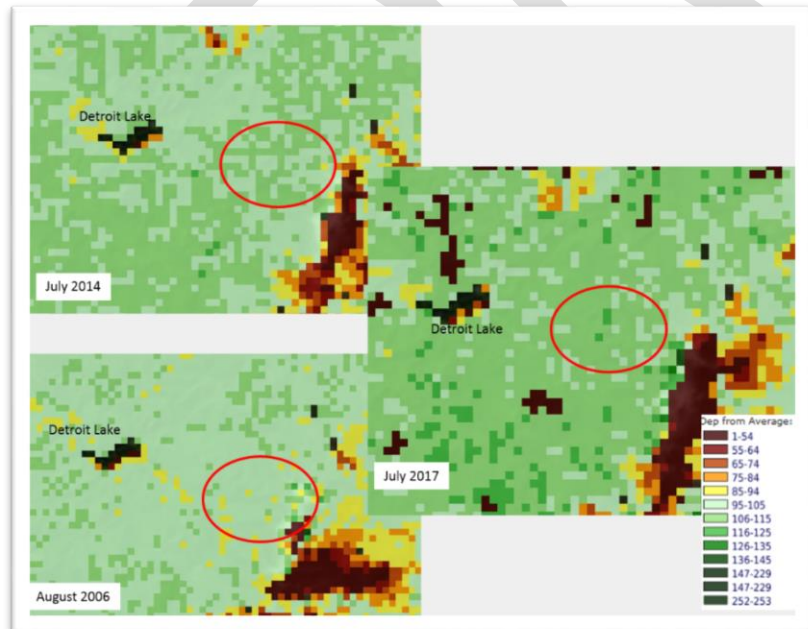 Detroit Lake
July 2014
Detroit Lake
July 2017
Detroit Lake
August 2006
Dep from Average:
1-54
55-64
65-74
75-84
85-94
95-105
106-115
116-125
126-135
136-145
147-229
147-229
252-253